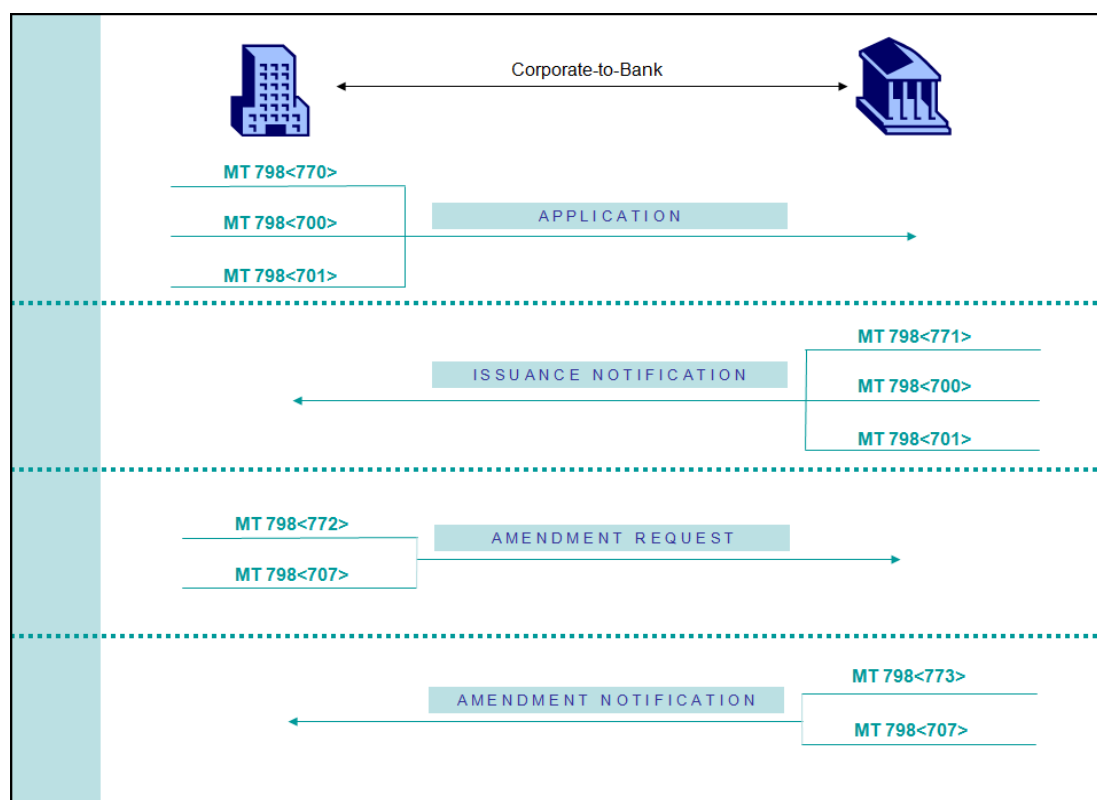 Corporate-to-Bank
MT 798<770>
APPLICATION
MT 798<700>
MT 798<701>
MT 798<771>
ISSUANCE NOTIFICATION
MT 798<700>
MT 798<701>
MT 798<772>
AMENDMENT REQUEST
MT 798<707>
MT 798<773>
AMENDMENT NOTIFICATION
MT 798<707>